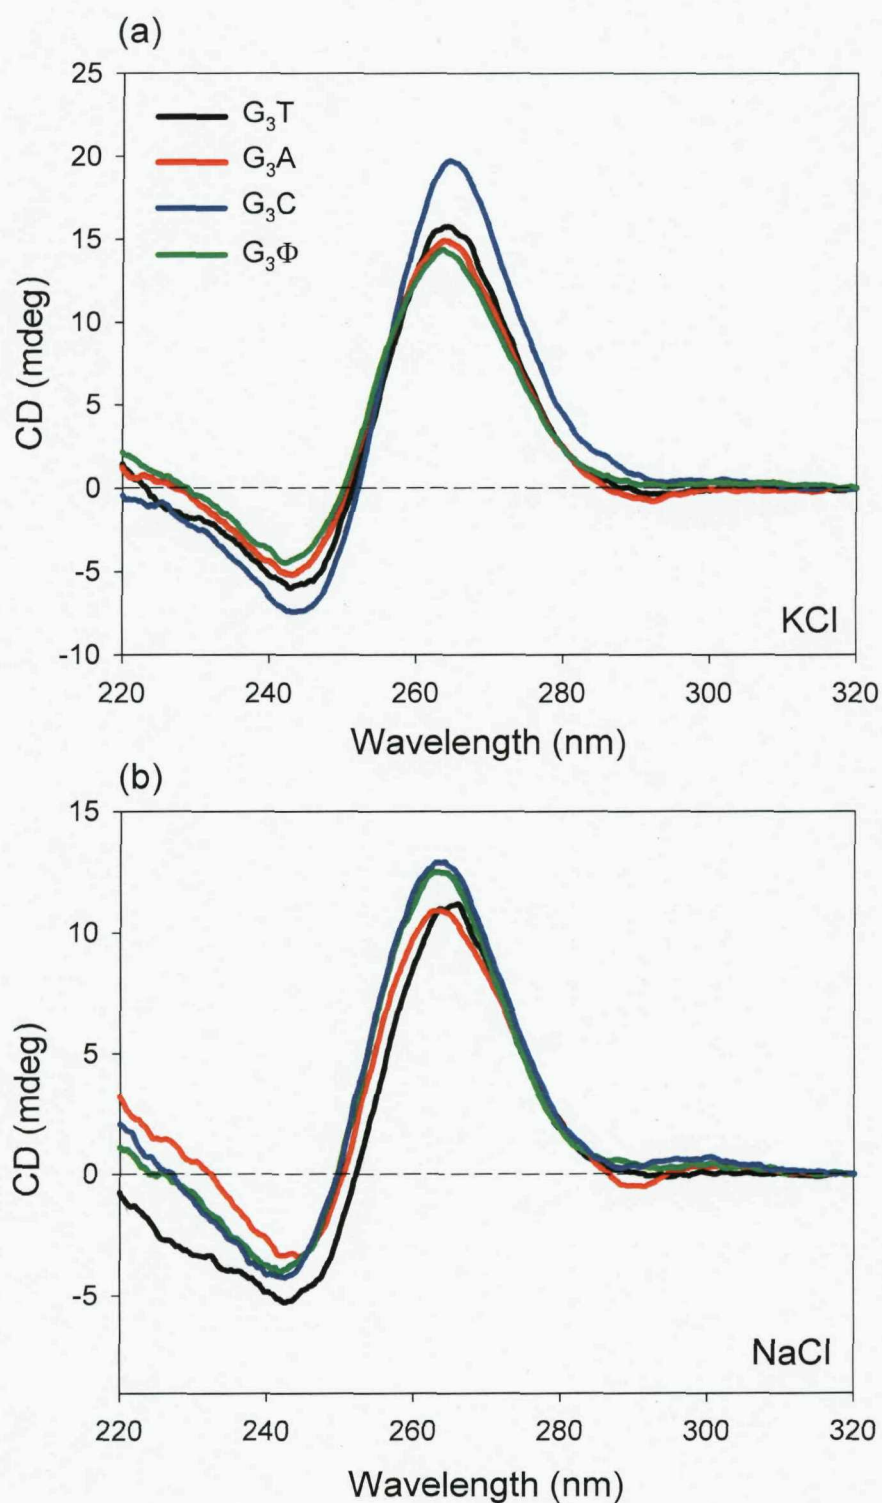 (a)
25
20
15
10
5
0
-5
-10
CD (mdeg)
G₃T
G₃A
G₃C
G₃Φ
KCl
220 240 260 280 300 320
Wavelength (nm)
(b)
15
10
5
0
-5
CD (mdeg)
NaCl
220 240 260 280 300 320
Wavelength (nm)